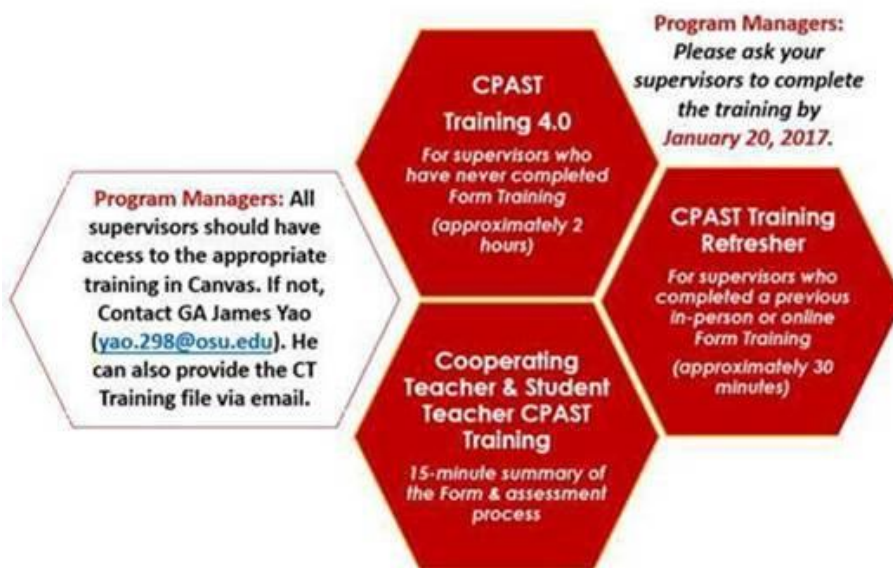 CPAST
Training 4.0
For supervisors who
have never completed
Form Training
(approximately 2
hours)
Program Managers:
Please ask your
supervisors to complete
the training by
January 20, 2017.
Program Managers: All
supervisors should have
access to the appropriate
training in Canvas. If not,
Contact GA James Yao
(yao.298@osu.edu). He
can also provide the CT
Training file via email.
CPAST Training
Refresher
For supervisors who
completed a previous
in-person or online
Form Training
(approximately 30
minutes)
Cooperating
Teacher & Student
Teacher CPAST
Training
15-minute summary of
the Form & assessment
process